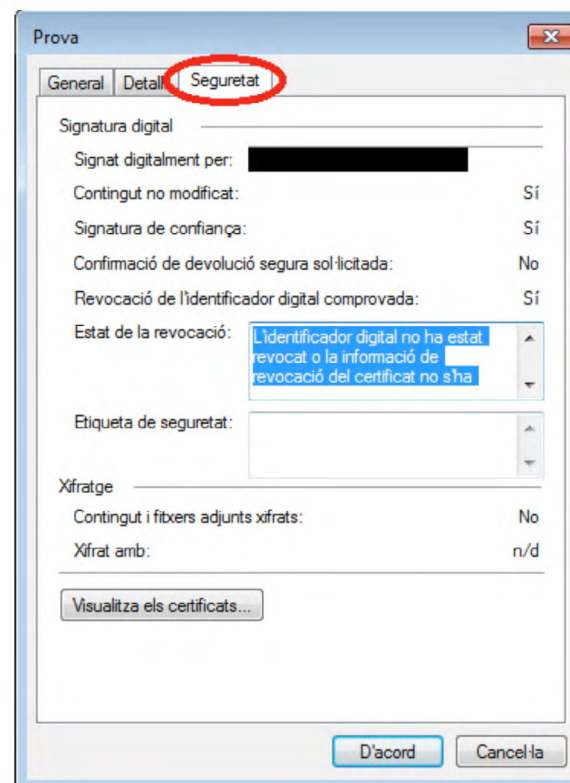 Prova
General Detall Seguretat
Signatura digital
Signat digitalment per:
Contingut no modificat: Sí
Signatura de confiança: Sí
Confirmació de devolució segura sol·licitada: No
Revocació de l'identificador digital comprovada: Sí
Estat de la revocació: L'identificador digital no ha estat
revocat o la informació de
revocació del certificat no s'ha
Etiqueta de seguretat:
Xifratge
Contingut i fitxers adjunts xifrats: No
Xifrat amb: n/d
Visualitza els certificats...
D'acord Cancel·la